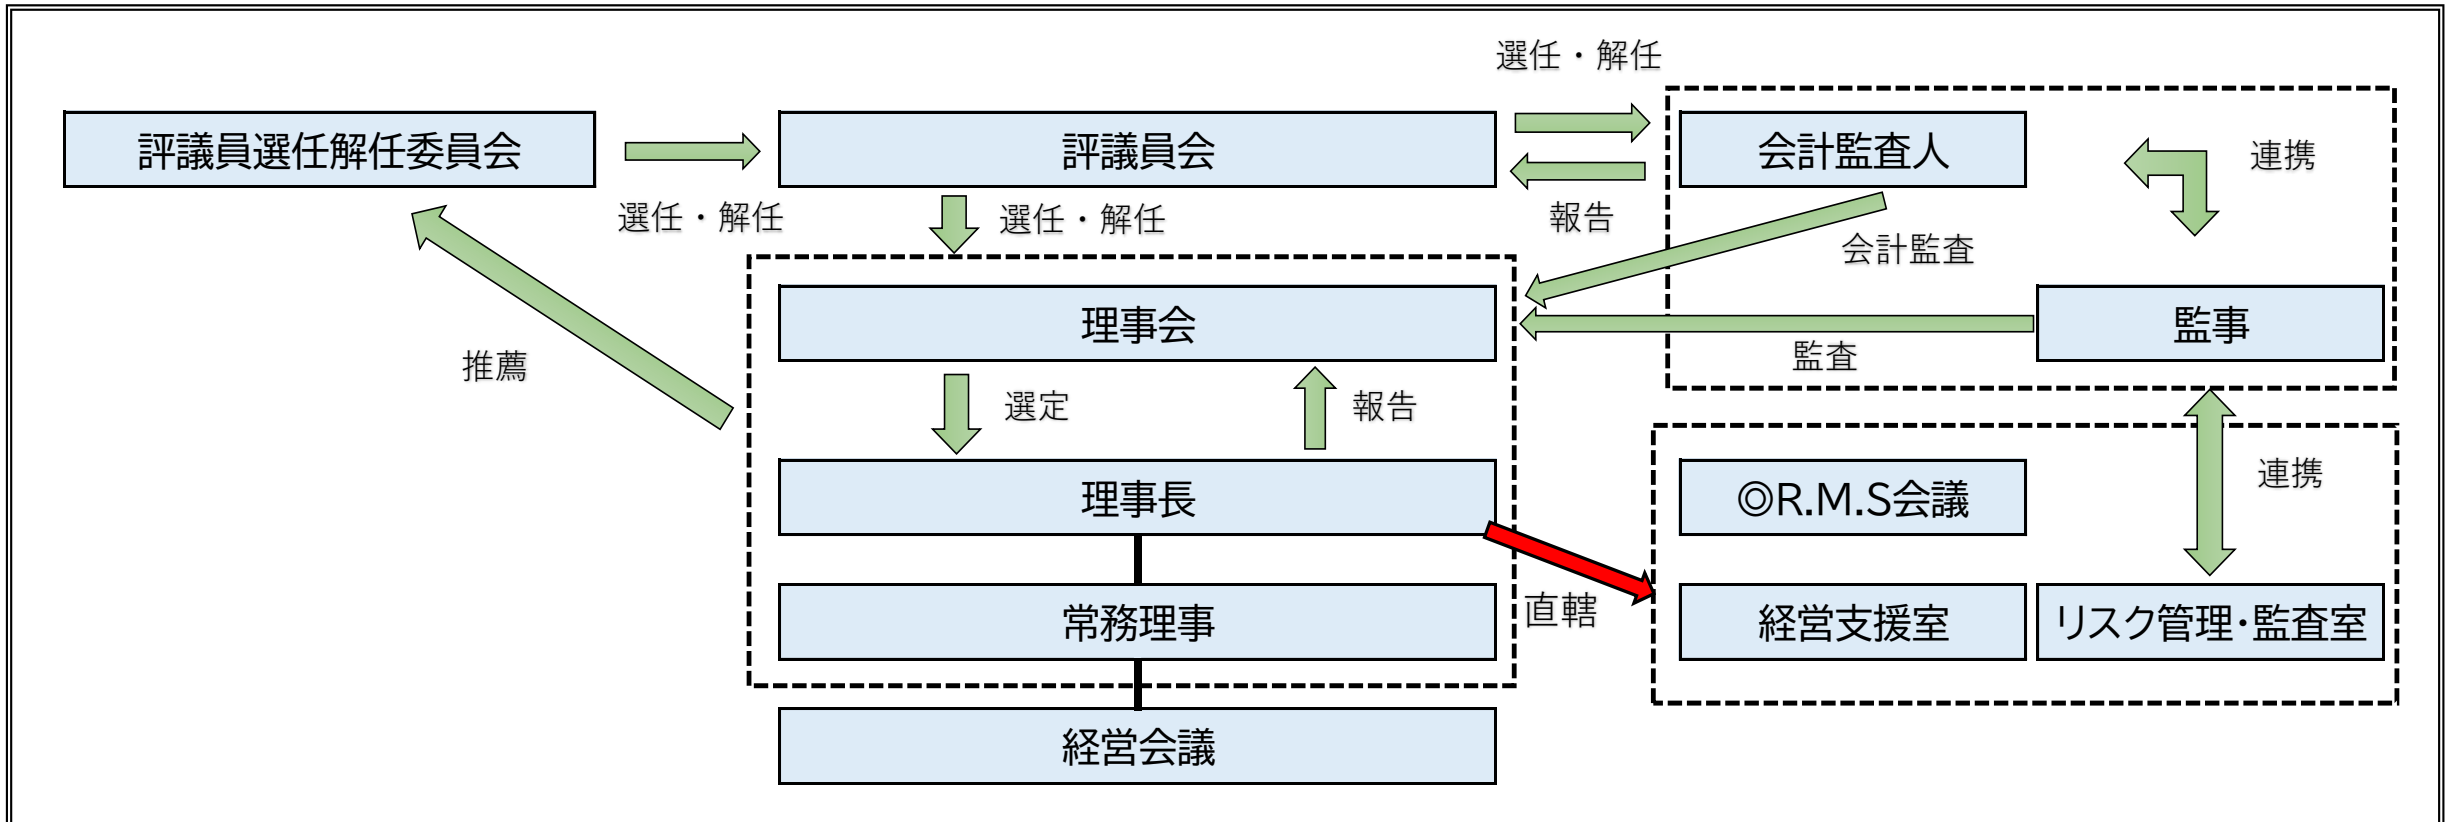 選任・解任
評議員選任解任委員会
評議員会
会計監査人
連携
選任・解任
選任・解任
報告
会計監査
理事会
監事
監査
推薦
選定
報告
理事長
◎R.M.S会議
連携
直轄
常務理事
経営支援室
リスク管理・監査室
経営会議